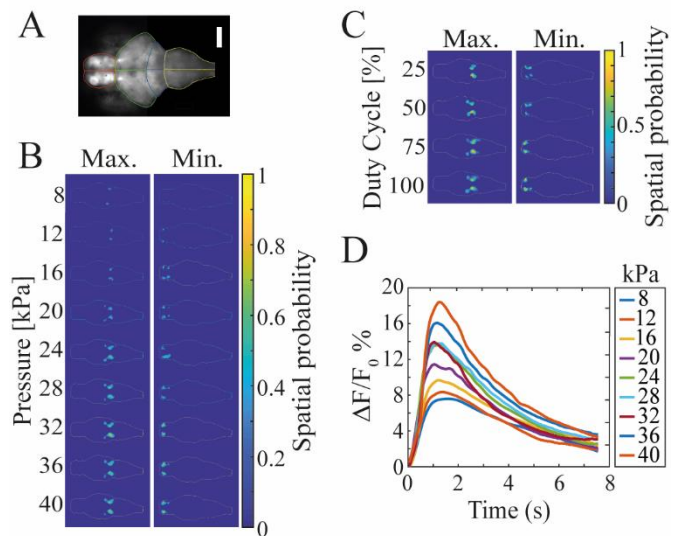 A
B
Max. Min.
Pressure [kPa]
8
12
16
20
24
28
32
36
40
1
0.8
0.6
0.4
0.2
0
Spatial probability
C
Max. Min.
Duty Cycle [%]
25
50
75
100
1
0.5
0
Spatial probability
D
ΔF/F₀ %
20
16
12
8
4
0
0 2 4 6 8
Time (s)
kPa
8
12
16
20
24
28
32
36
40